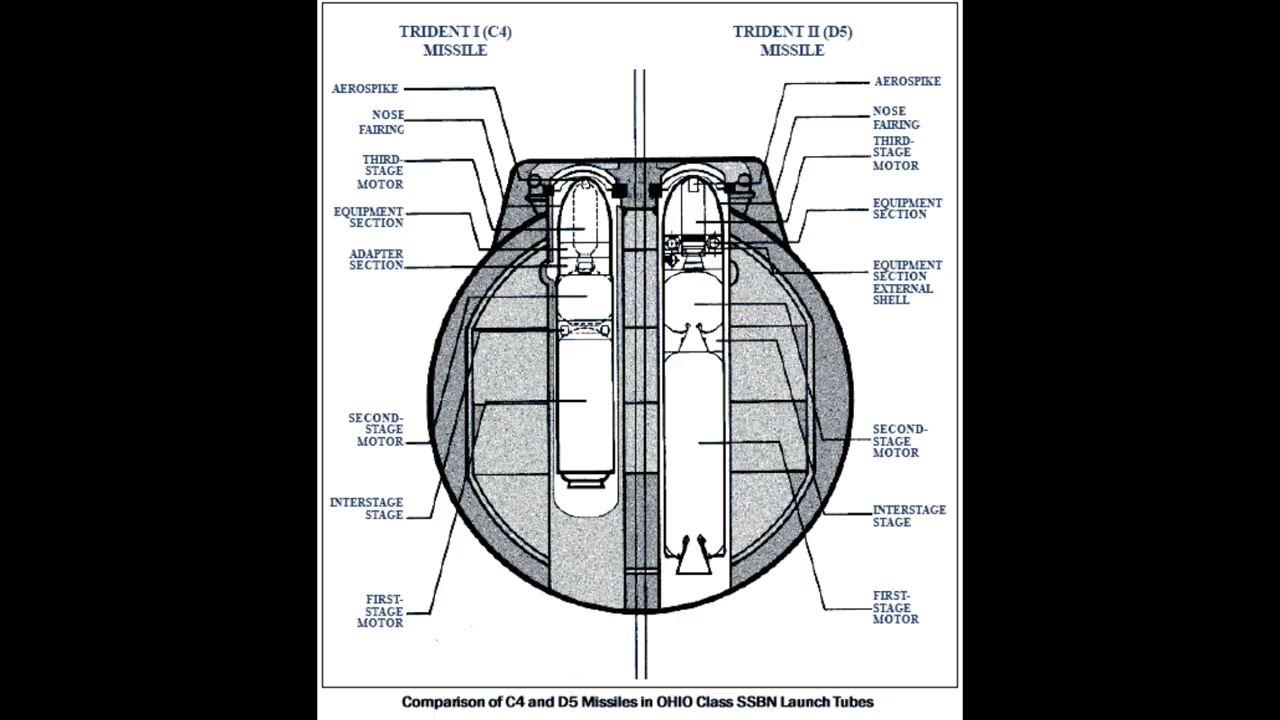 TRIDENT I (C4)
MISSILE
AEROSPIKE
NOSE
FAIRING
THIRD-
STAGE
MOTOR
EQUIPMENT
SECTION
ADAPTER
SECTION
SECOND-
STAGE
MOTOR
INTERSTAGE
STAGE
FIRST-
STAGE
MOTOR
TRIDENT II (D5)
MISSILE
AEROSPIKE
NOSE
FAIRING
THIRD-
STAGE
MOTOR
EQUIPMENT
SECTION
EQUIPMENT
SECTION
EXTERNAL
SHELL
SECOND-
STAGE
MOTOR
INTERSTAGE
STAGE
FIRST-
STAGE
MOTOR
Comparison of C4 and D5 Missiles in OHIO Class SSBN Launch Tubes